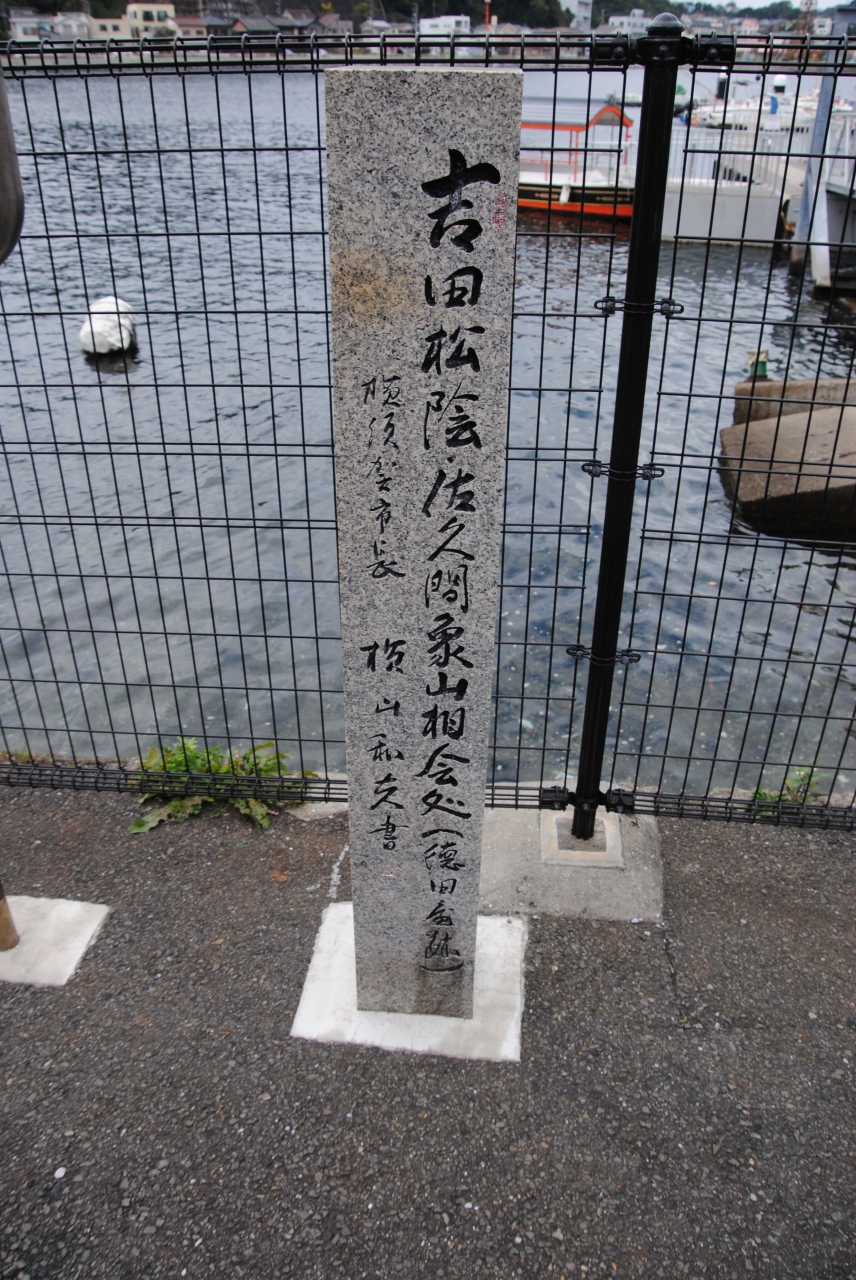 吉田松陰・佐久間象山相会処(徳田屋跡)
横須賀市長 横山和夫書